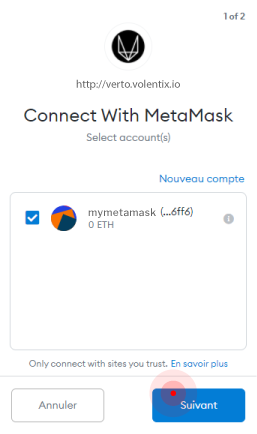 1 of 2
http://verto.volentix.io
Connect With MetaMask
Select account(s)
Nouveau compte
mymetamask (...6ff6)
0 ETH
Only connect with sites you trust. En savoir plus
Annuler
Suivant